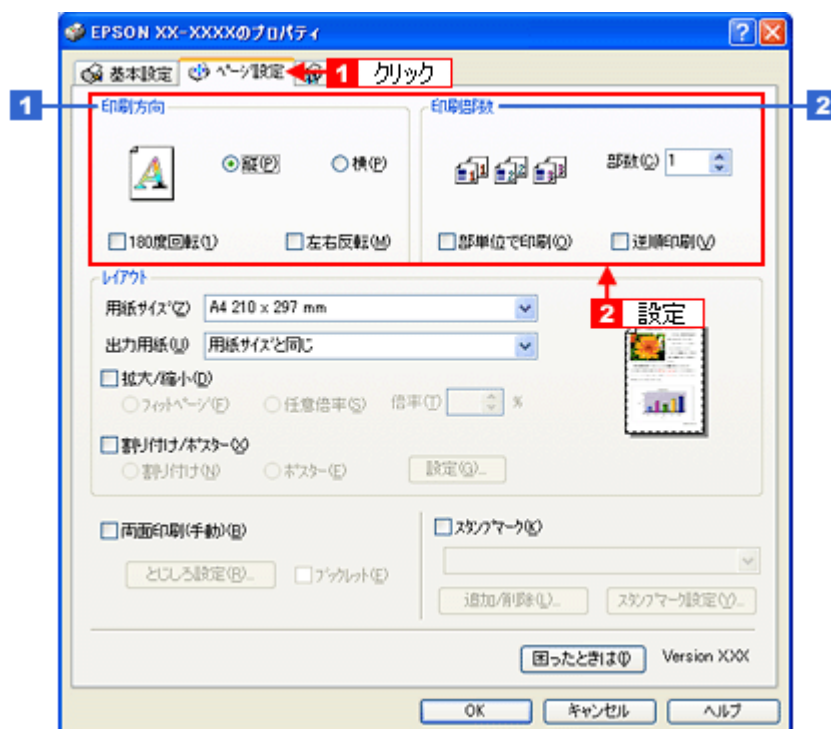 EPSON XX-XXXXのプロパティ
基本設定 ページ設定 1 クリック
1 印刷方向 印刷部数 2
縦(P) 横(P) 部数(C) 1
180度回転(1) 左右反転(M) 部単位で印刷(O) 逆順印刷(V)
レイアウト
用紙サイズ(Z) A4 210 x 297 mm
2 設定
出力用紙(U) 用紙サイズと同じ
拡大/縮小(D)
フィットページ(F) 任意倍率(S) 倍率(T) %
割り付け/ポスター(X)
割り付け(N) ポスター(E) 設定(G)...
両面印刷(手動)(B) スタンプマーク(K)
とじしろ設定(R)... ブックレット(E)
追加/削除(L)... スタンプマーク設定(Y)...
困ったときは(I) Version XXX
OK キャンセル ヘルプ